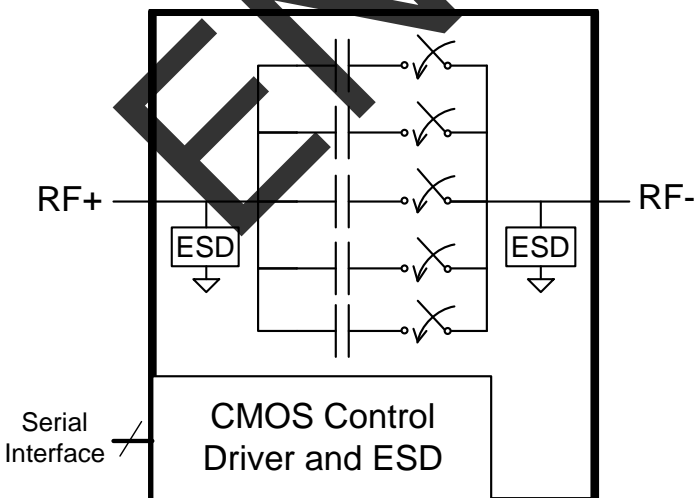 RF+
RF-
ESD
ESD
Serial
Interface
CMOS Control
Driver and ESD